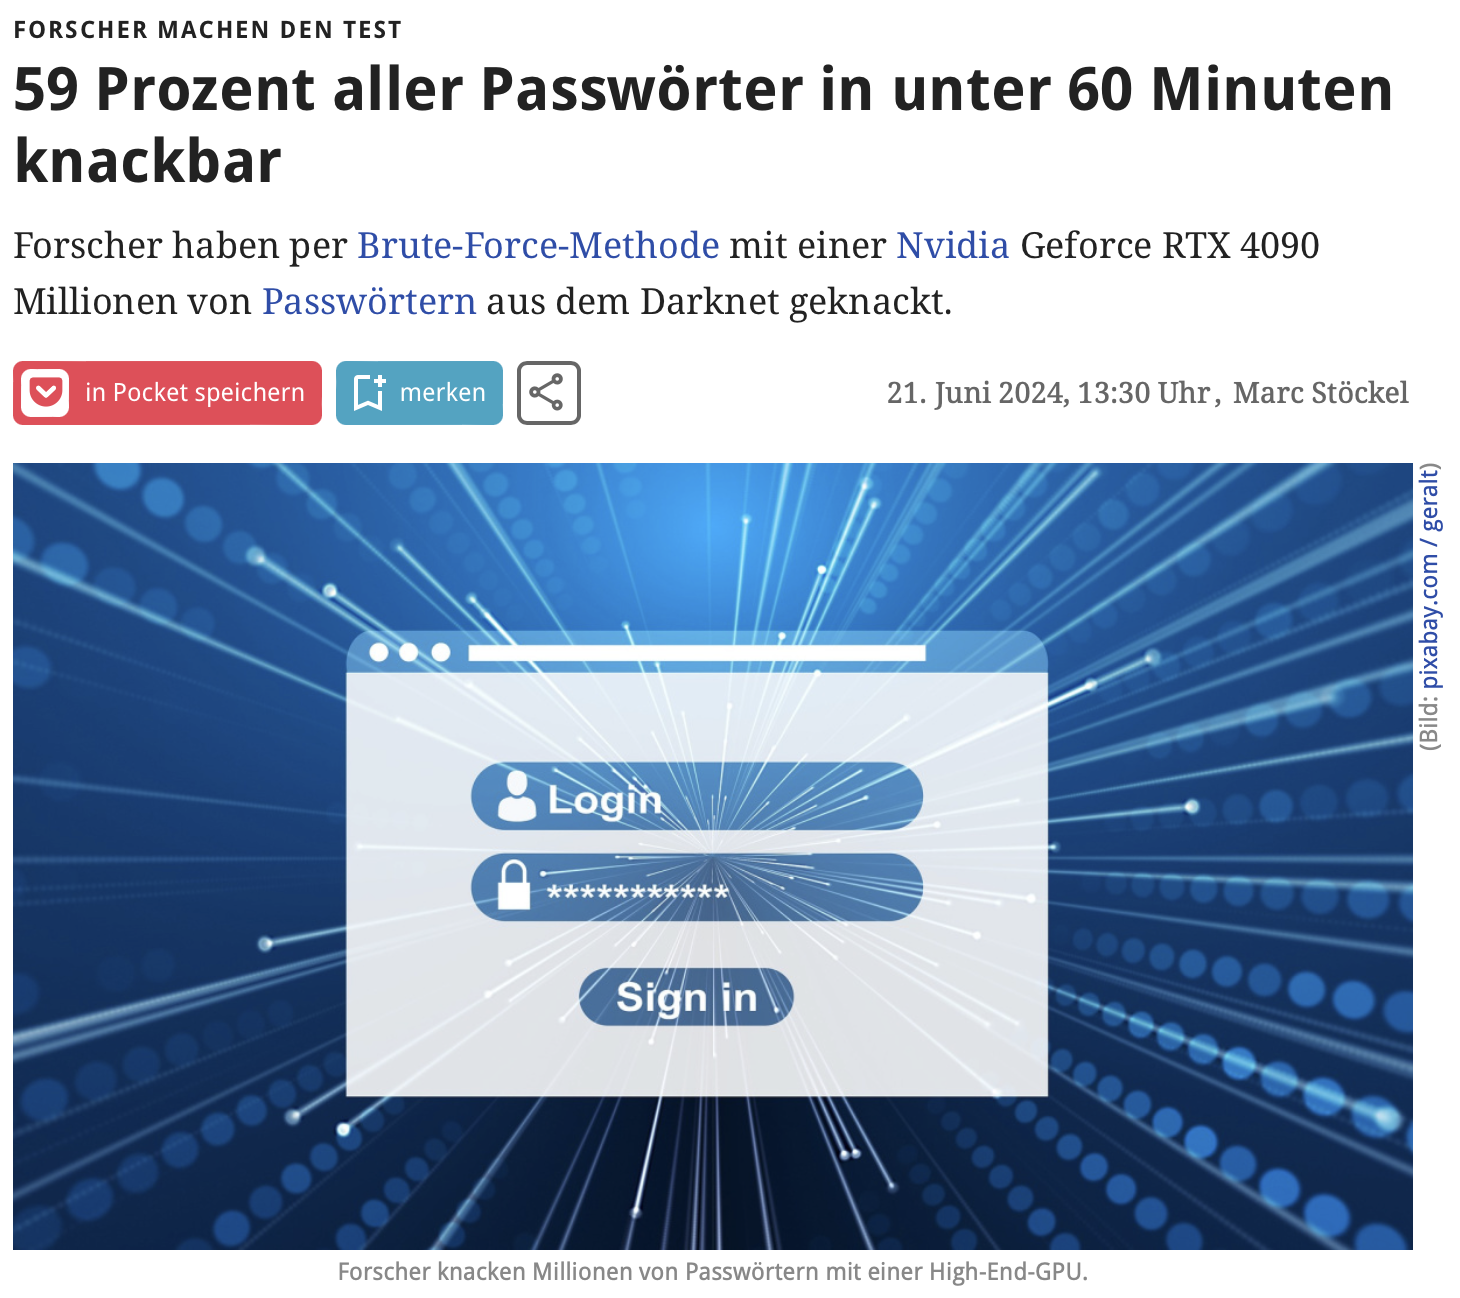 FORSCHER MACHEN DEN TEST
59 Prozent aller Passwörter in unter 60 Minuten
knackbar
Forscher haben per Brute-Force-Methode mit einer Nvidia Geforce RTX 4090
Millionen von Passwörtern aus dem Darknet geknackt.
in Pocket speichern
merken
21. Juni 2024, 13:30 Uhr, Marc Stöckel
(Bild: pixabay.com / geralt)
Login
***********
Sign in
Forscher knacken Millionen von Passwörtern mit einer High-End-GPU.